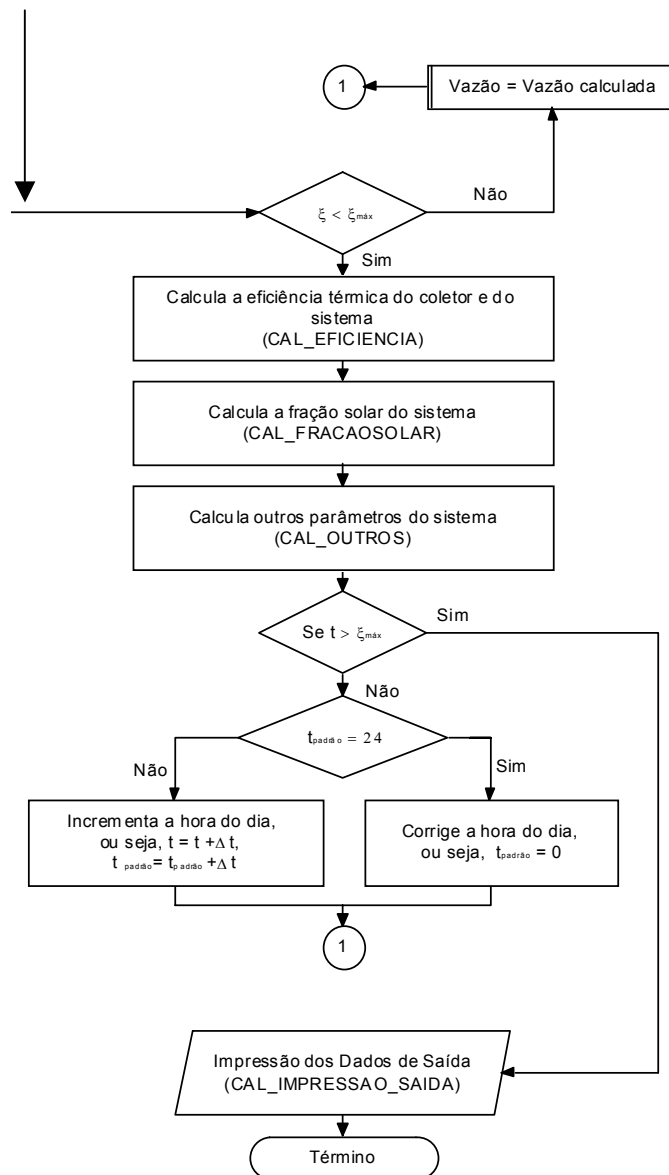 1
Vazão = Vazão calculada
Não
ξ < ξmáx
Sim
Calcula a eficiência térmica do coletor e do
sistema
(CAL_EFICIENCIA)
Calcula a fração solar do sistema
(CAL_FRACAOSOLAR)
Calcula outros parâmetros do sistema
(CAL_OUTROS)
Sim
Se t > ξmáx
Não
tpadrão = 24
Não
Sim
Incrementa a hora do dia,
ou seja, t = t +Δ t,
t padrão= tpadrão +Δ t
Corrige a hora do dia,
ou seja, tpadrão = 0
1
Impressão dos Dados de Saída
(CAL_IMPRESSAO_SAIDA)
Término